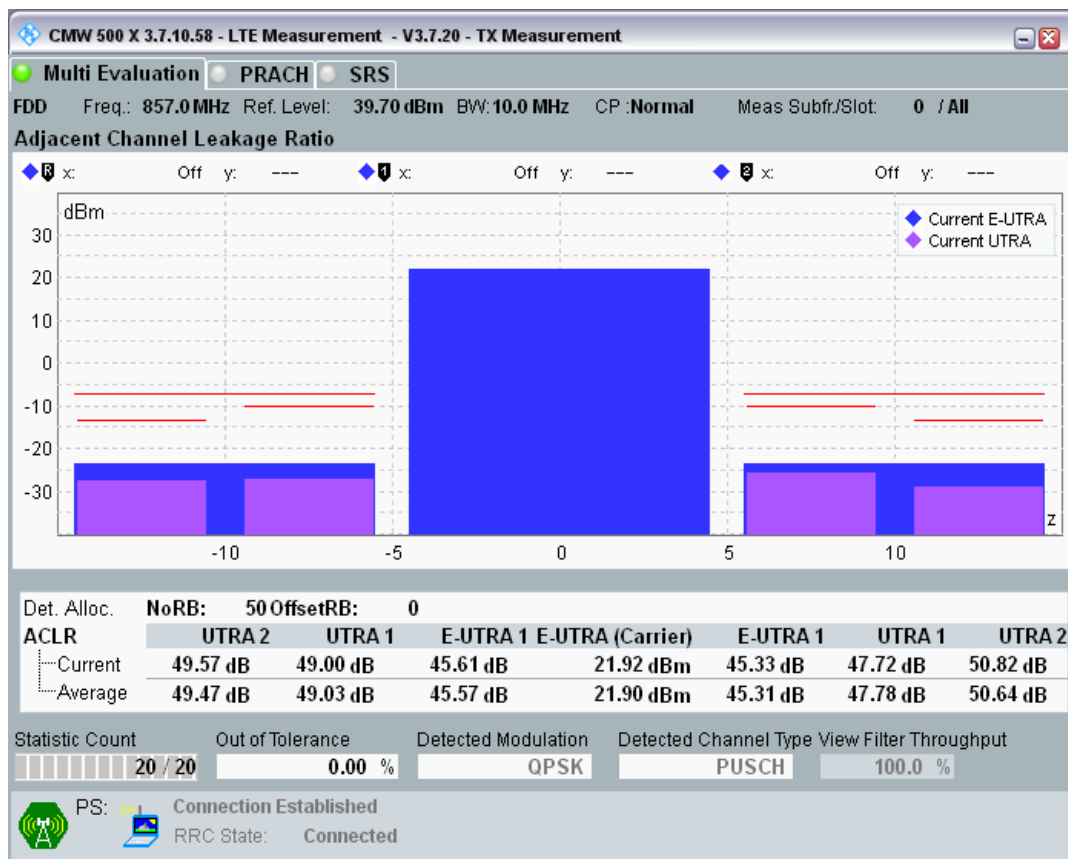 CMW 500 X 3.7.10.58 - LTE Measurement - V3.7.20 - TX Measurement
Multi Evaluation PRACH SRS
FDD Freq.: 857.0 MHz Ref. Level: 39.70 dBm BW: 10.0 MHz CP :Normal Meas Subfr./Slot: 0 / All
Adjacent Channel Leakage Ratio
R x: Off y: --- 1 x: Off y: --- 2 x: Off y: ---
dBm
Current E-UTRA
Current UTRA
30
20
10
0
-10
-20
-30
z
-10 -5 0 5 10
Det. Alloc. NoRB: 50 OffsetRB: 0
ACLR UTRA 2 UTRA 1 E-UTRA 1 E-UTRA (Carrier) E-UTRA 1 UTRA 1 UTRA 2
Current 49.57 dB 49.00 dB 45.61 dB 21.92 dBm 45.33 dB 47.72 dB 50.82 dB
Average 49.47 dB 49.03 dB 45.57 dB 21.90 dBm 45.31 dB 47.78 dB 50.64 dB
Statistic Count Out of Tolerance Detected Modulation Detected Channel Type View Filter Throughput
20 / 20 0.00 % QPSK PUSCH 100.0 %
PS: Connection Established
RRC State: Connected